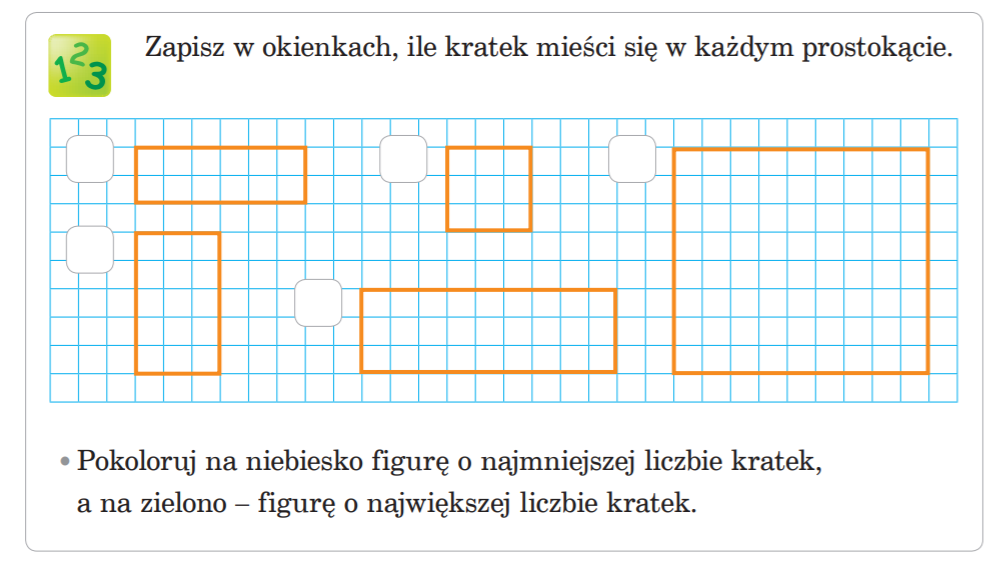 123
Zapisz w okienkach, ile kratek mieści się w każdym prostokącie.
• Pokoloruj na niebiesko figurę o najmniejszej liczbie kratek,
a na zielono – figurę o największej liczbie kratek.